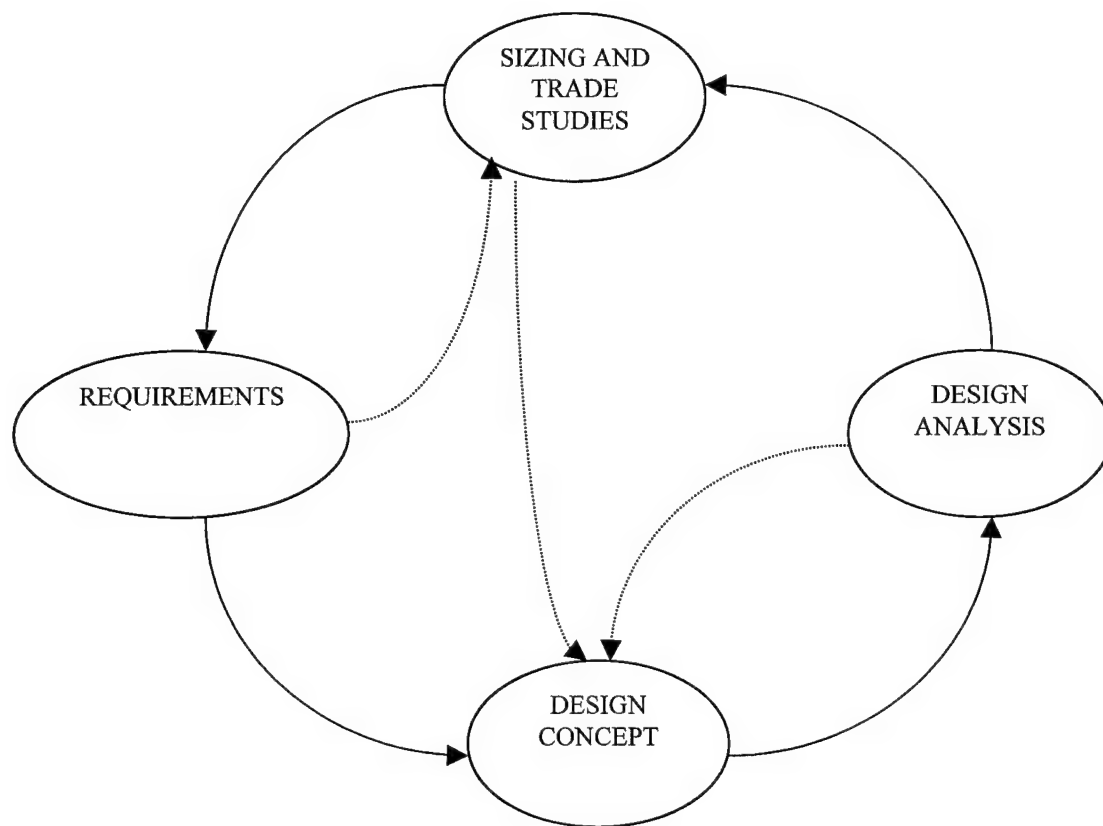 SIZING AND
TRADE
STUDIES
REQUIREMENTS
DESIGN
ANALYSIS
DESIGN
CONCEPT